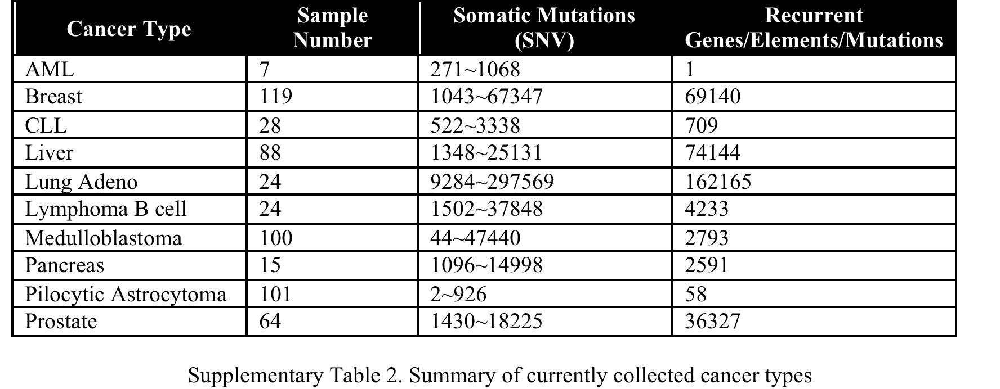 Cancer Type Sample Number Somatic Mutations (SNV) Recurrent Genes/Elements/Mutations
AML 7 271~1068 1
Breast 119 1043~67347 69140
CLL 28 522~3338 709
Liver 88 1348~25131 74144
Lung Adeno 24 9284~297569 162165
Lymphoma B cell 24 1502~37848 4233
Medulloblastoma 100 44~47440 2793
Pancreas 15 1096~14998 2591
Pilocytic Astrocytoma 101 2~926 58
Prostate 64 1430~18225 36327
Supplementary Table 2. Summary of currently collected cancer types